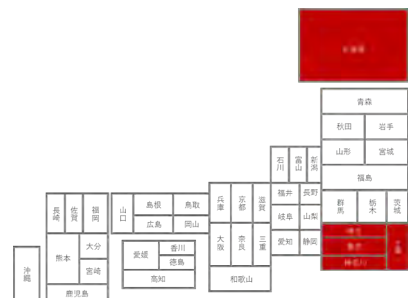 北海道
青森
秋田 岩手
山形 宮城
福島
石川 富山 新潟
福井 長野
岐阜 山梨
愛知 静岡
群馬 栃木 茨城
埼玉
東京
神奈川
千葉
兵庫 京都 滋賀
大阪 奈良 三重
和歌山
山口 島根 鳥取
広島 岡山
愛媛 香川
徳島
高知
長崎 佐賀 福岡
熊本 大分
宮崎
鹿児島
沖縄